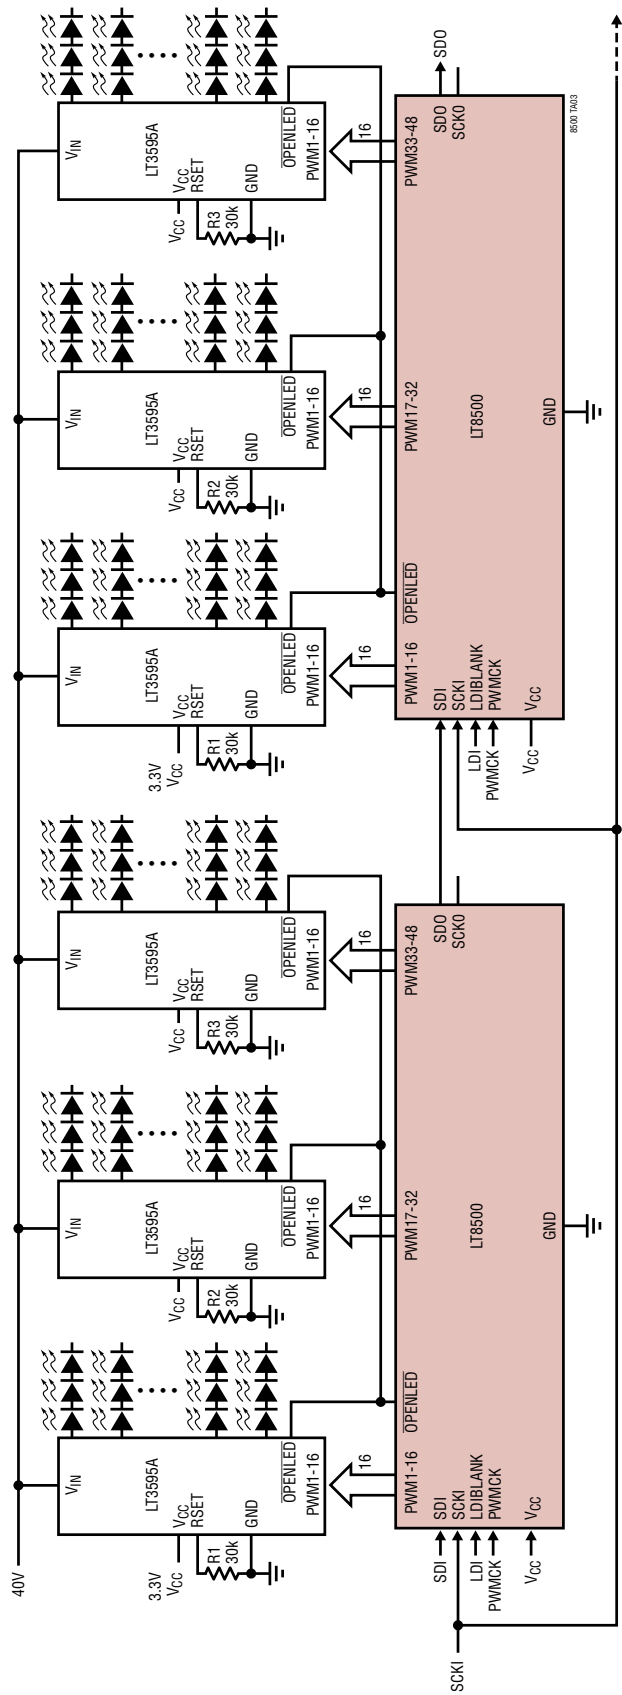 40V
VIN
LT3595A
3.3V
VCC
VCC
RSET
R1
30k
GND
OPENLED
PWM1-16
16
VIN
LT3595A
VCC
VCC
RSET
R2
30k
GND
OPENLED
PWM1-16
16
VIN
LT3595A
VCC
VCC
RSET
R3
30k
GND
OPENLED
PWM1-16
16
VIN
LT3595A
3.3V
VCC
VCC
RSET
R1
30k
GND
OPENLED
PWM1-16
16
VIN
LT3595A
VCC
VCC
RSET
R2
30k
GND
OPENLED
PWM1-16
16
VIN
LT3595A
VCC
VCC
RSET
R3
30k
GND
OPENLED
PWM1-16
16
PWM1-16
OPENLED
PWM17-32
PWM33-48
SDI
SDI
SCKI
SCKI
LDI
LDIBLANK
PWMCK
PWMCK
VCC
VCC
LT8500
GND
SDO
SCKO
PWM1-16
OPENLED
PWM17-32
PWM33-48
SDI
SCKI
LDI
LDIBLANK
PWMCK
PWMCK
VCC
VCC
LT8500
GND
SDO
SDO
SCKO
8500 TA03